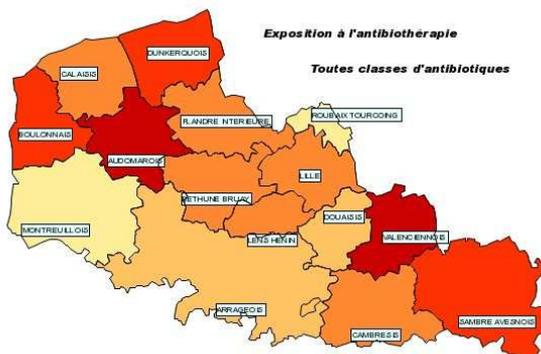 Exposition à l'antibiothérapie
Toutes classes d'antibiotiques
DUNKERQUOIS
CALAISIS
ROUBAIX TOURCOING
FLANDRE INTERIEURE
BOULONNAIS
AUDOMAROIS
LILLE
BETHUNE BRUAY
DOUAISIS
MONTREUILLOIS
VALENCIENNOIS
LENS HENIN
ARRAGEOIS
SAMBRE AVESNOIS
CAMBRESIS